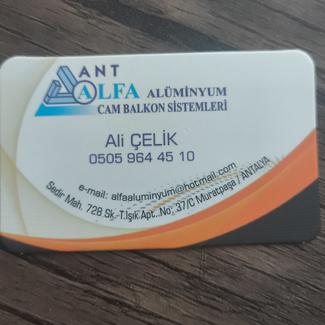 ANT
ALFA ALÜMİNYUM
CAM BALKON SİSTEMLERİ
Ali ÇELİK
0505 964 45 10
e-mail: alfaaluminyum@hotmail.com
Sedir Mah. 728 Sk.-T.Işık Apt. No: 37/C Muratpaşa / ANTALYA